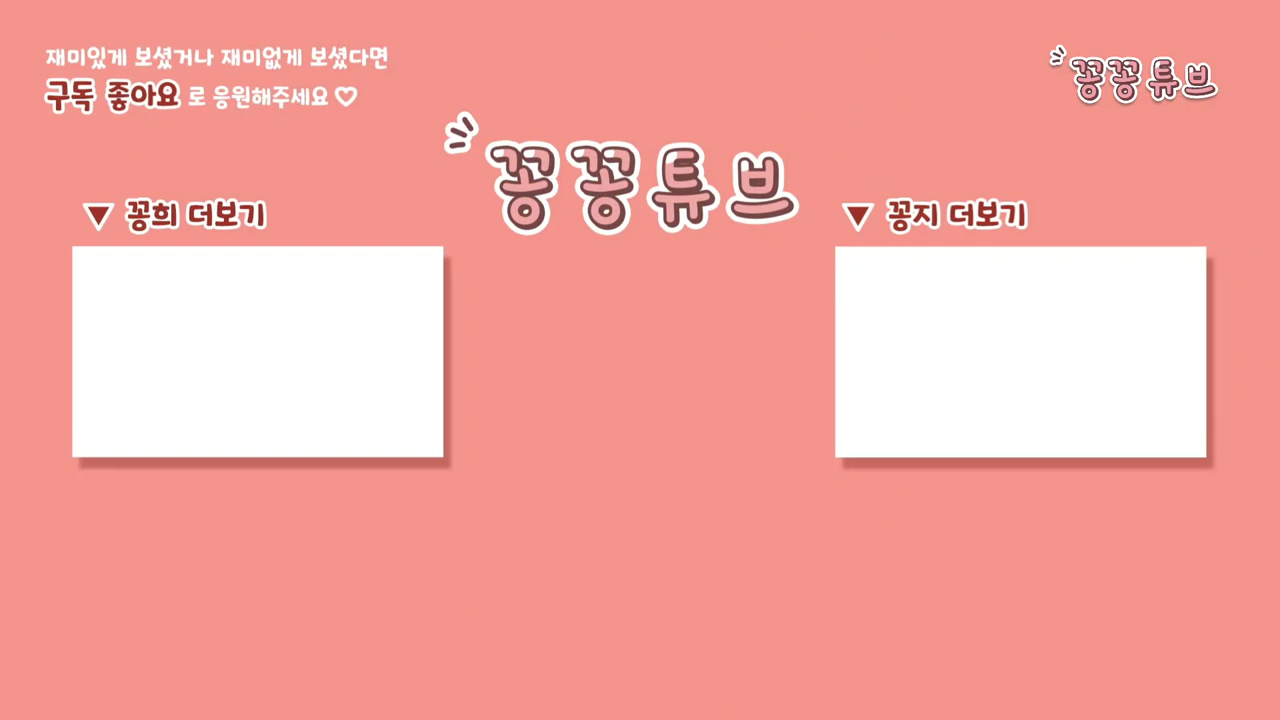 재미있게 보셨거나 재미없게 보셨다면
구독 좋아요 로 응원해주세요 ♡
꽁꽁튜브
꽁꽁튜브
▼ 꽁희 더보기
▼ 꽁지 더보기